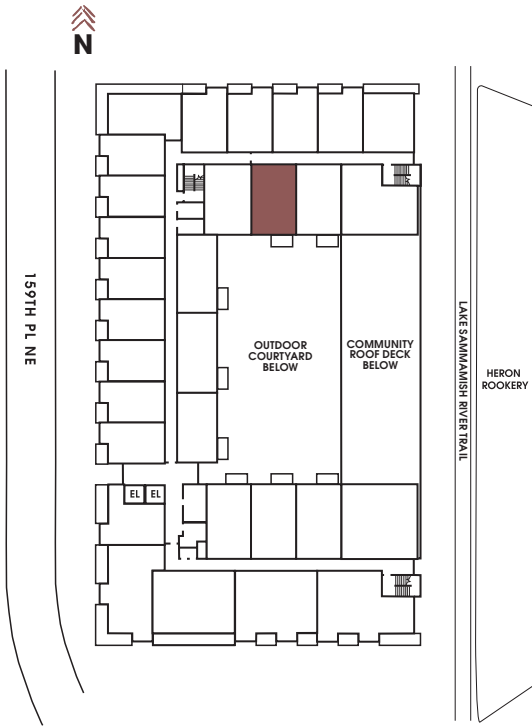 N
159TH PL NE
OUTDOOR
COURTYARD
BELOW
COMMUNITY
ROOF DECK
BELOW
LAKE SAMMAMISH RIVER TRAIL
HERON
ROOKERY
EL EL